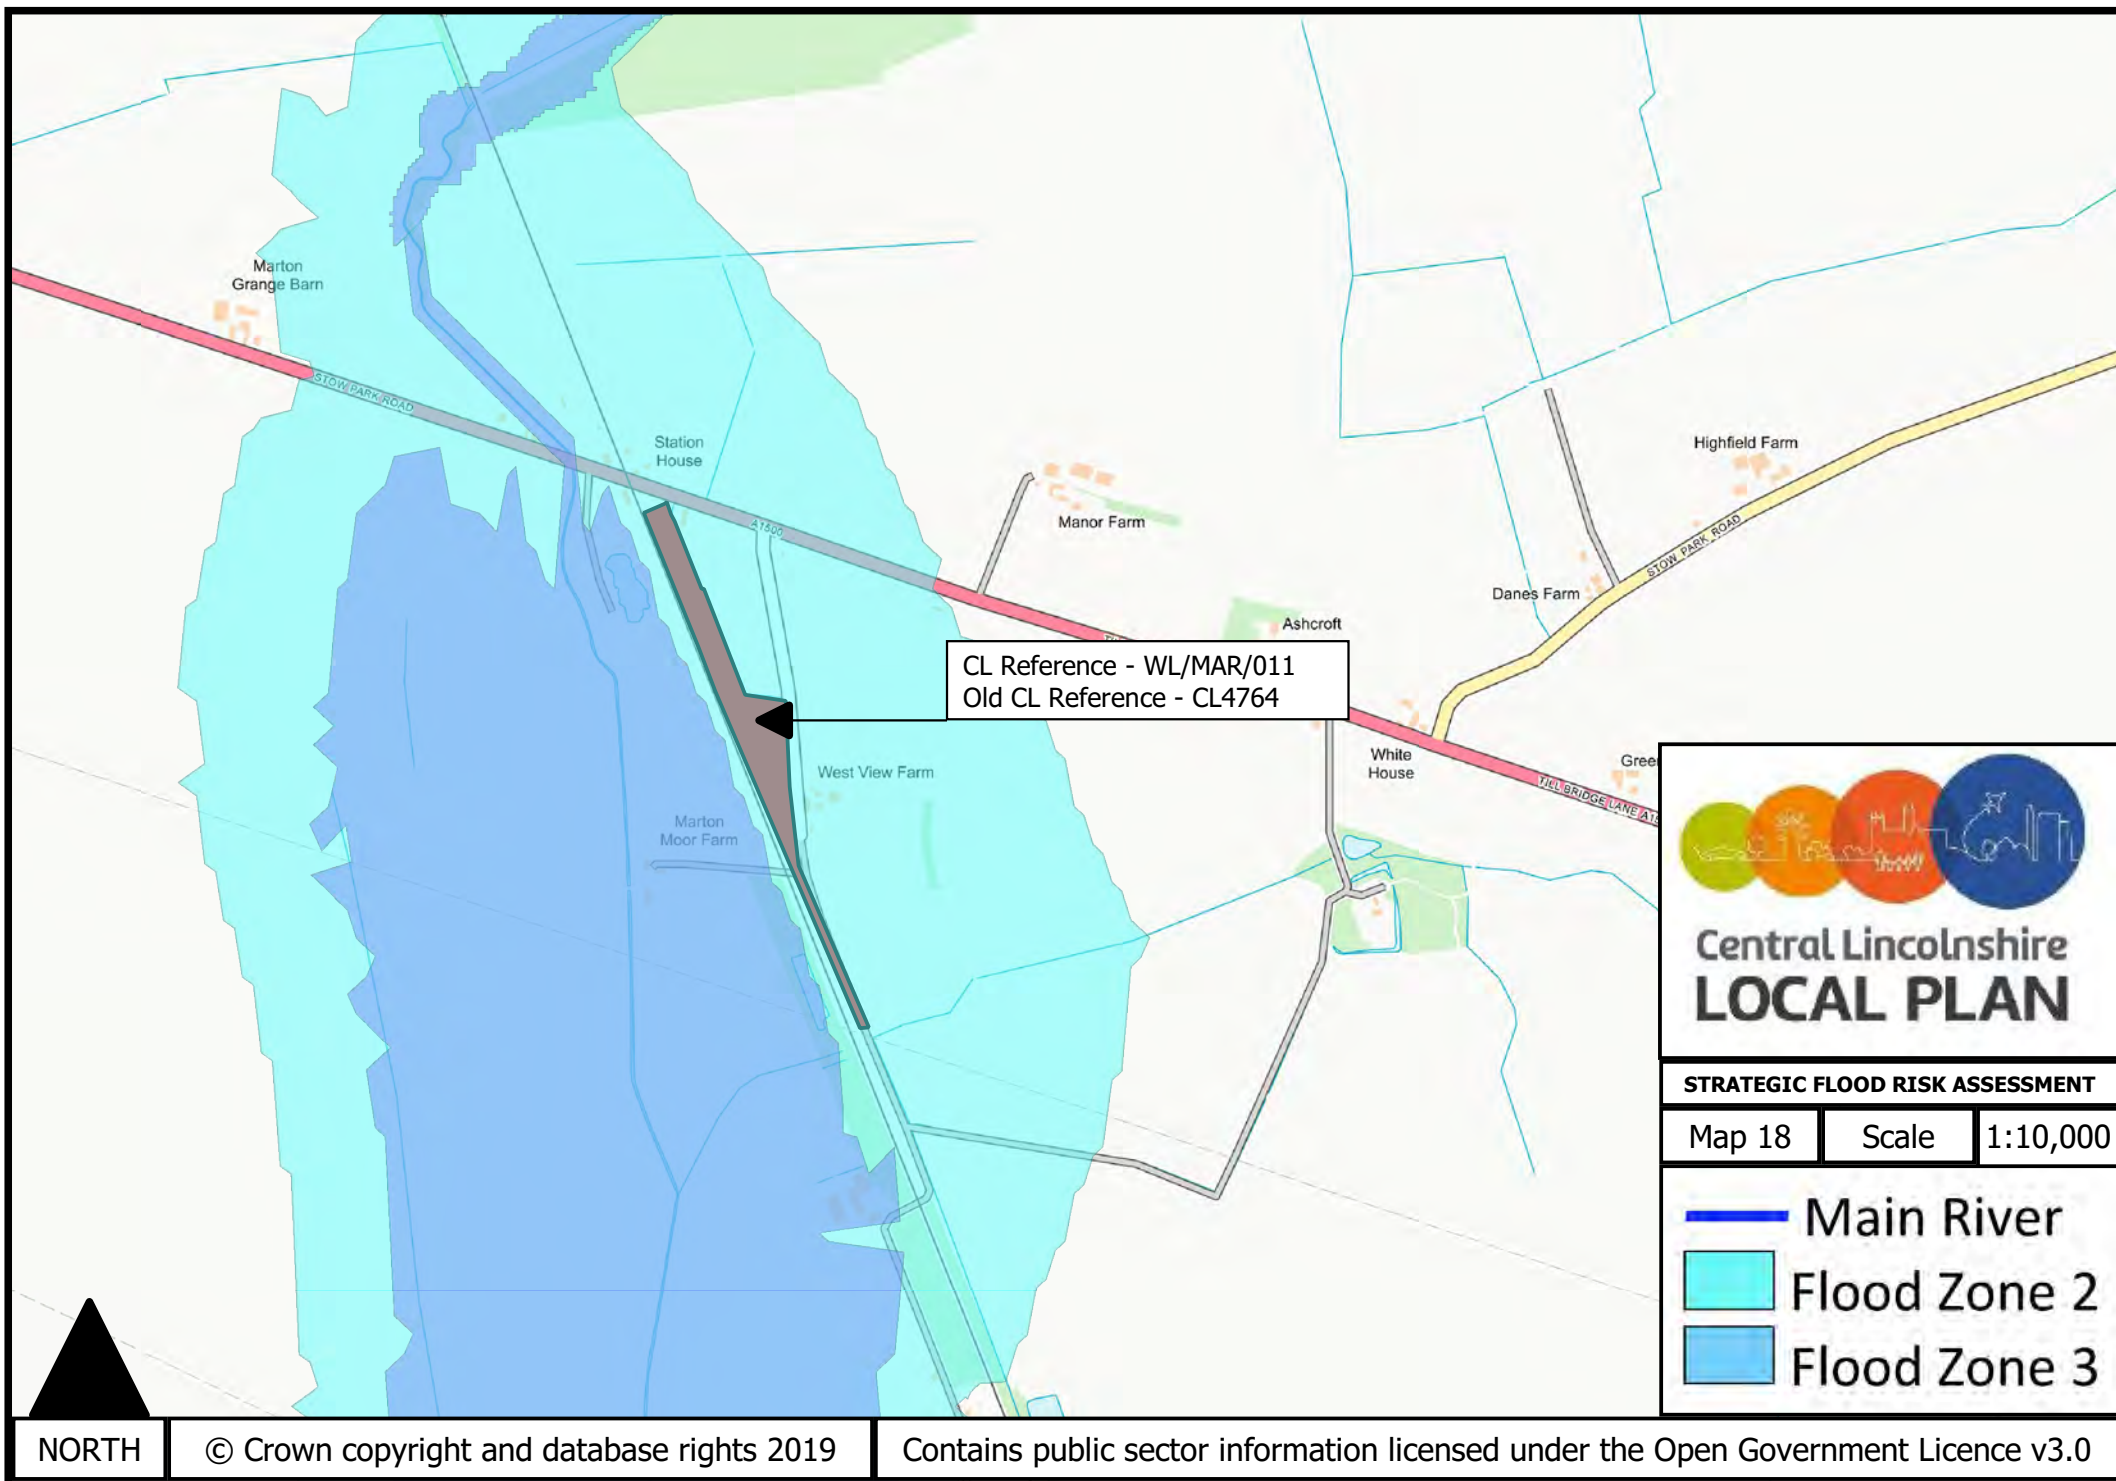 Marton
Grange Barn
STOW PARK ROAD
Station
House
A1500
Manor Farm
Highfield Farm
STOW PARK ROAD
Danes Farm
Ashcroft
CL Reference - WL/MAR/011
Old CL Reference - CL4764
White
House
TILL BRIDGE LANE
West View Farm
Marton
Moor Farm
Central Lincolnshire
LOCAL PLAN
STRATEGIC FLOOD RISK ASSESSMENT
Map 18
Scale
1:10,000
Main River
Flood Zone 2
Flood Zone 3
NORTH
© Crown copyright and database rights 2019
Contains public sector information licensed under the Open Government Licence v3.0